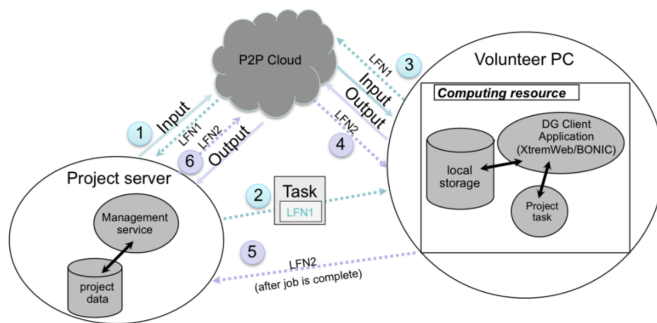 P2P Cloud
Volunteer PC
Computing resource
DG Client
Application
(XtremWeb/BONIC)
local
storage
Project
task
3
LFN1
Input
Output
LFN2
4
1
Input
LFN1
LFN2
6
Output
Project server
Management
service
project
data
2
Task
LFN1
5
LFN2
(after job is complete)